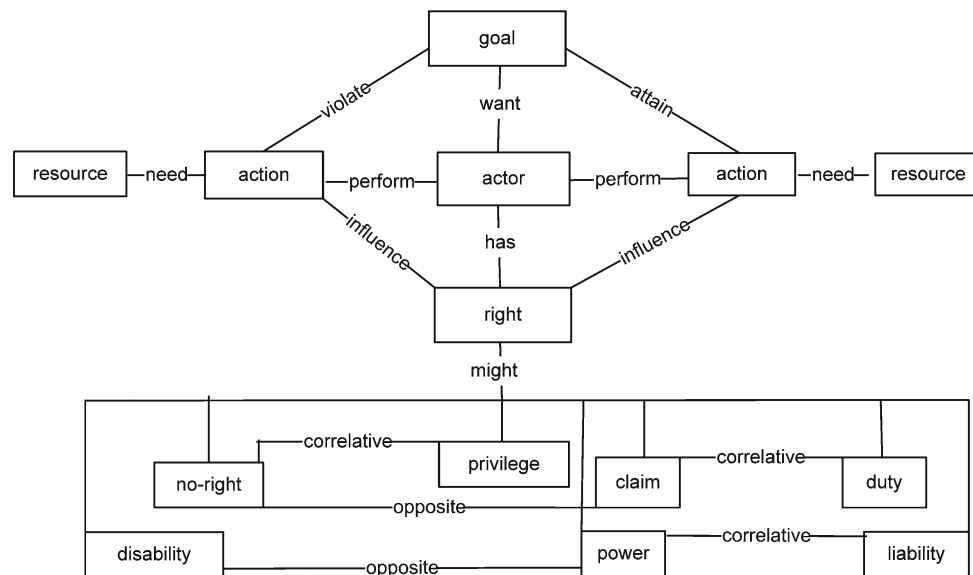 goal
violate
want
attain
resource
need
action
perform
actor
perform
action
need
resource
influence
has
influence
right
might
correlative
privilege
no-right
claim
correlative
duty
opposite
disability
opposite
power
correlative
liability